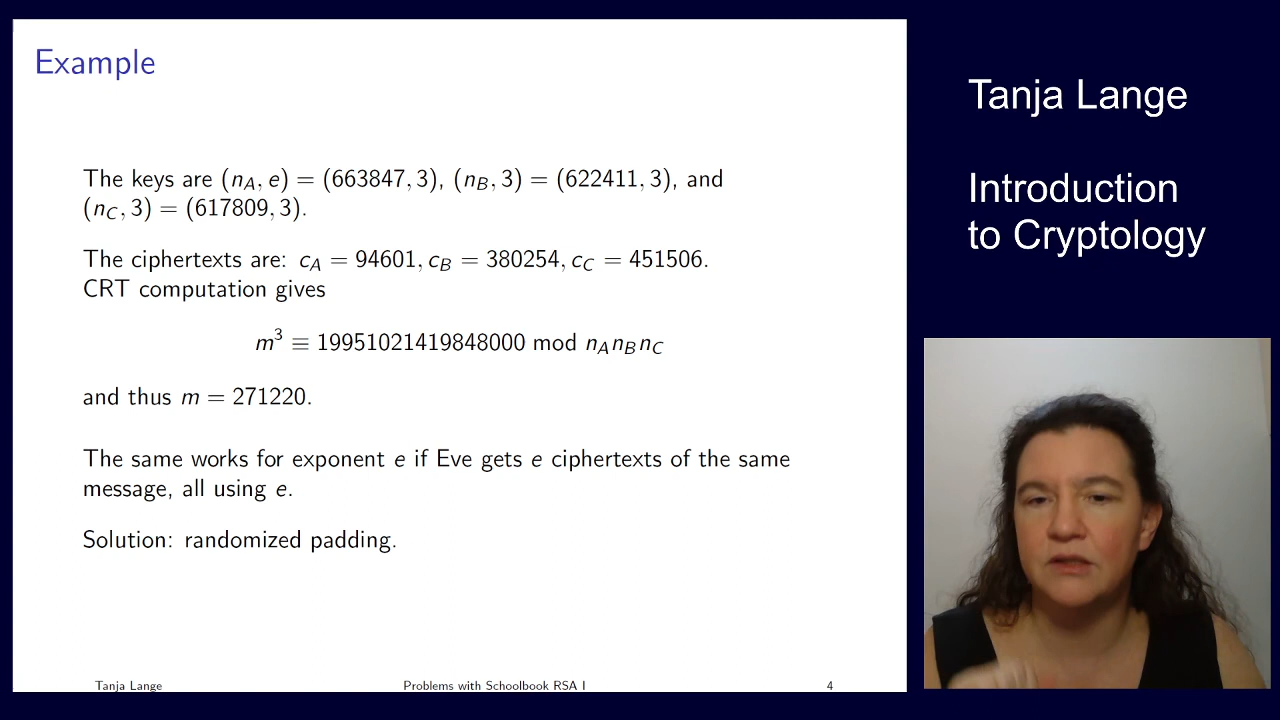 Example
The keys are (n_A, e) = (663847, 3), (n_B, 3) = (622411, 3), and
(n_C, 3) = (617809, 3).
The ciphertexts are: c_A = 94601, c_B = 380254, c_C = 451506.
CRT computation gives
m³ ≡ 19951021419848000 mod n_A n_B n_C
and thus m = 271220.
The same works for exponent e if Eve gets e ciphertexts of the same
message, all using e.
Solution: randomized padding.
Tanja Lange
Problems with Schoolbook RSA I
4
Tanja Lange
Introduction
to Cryptology